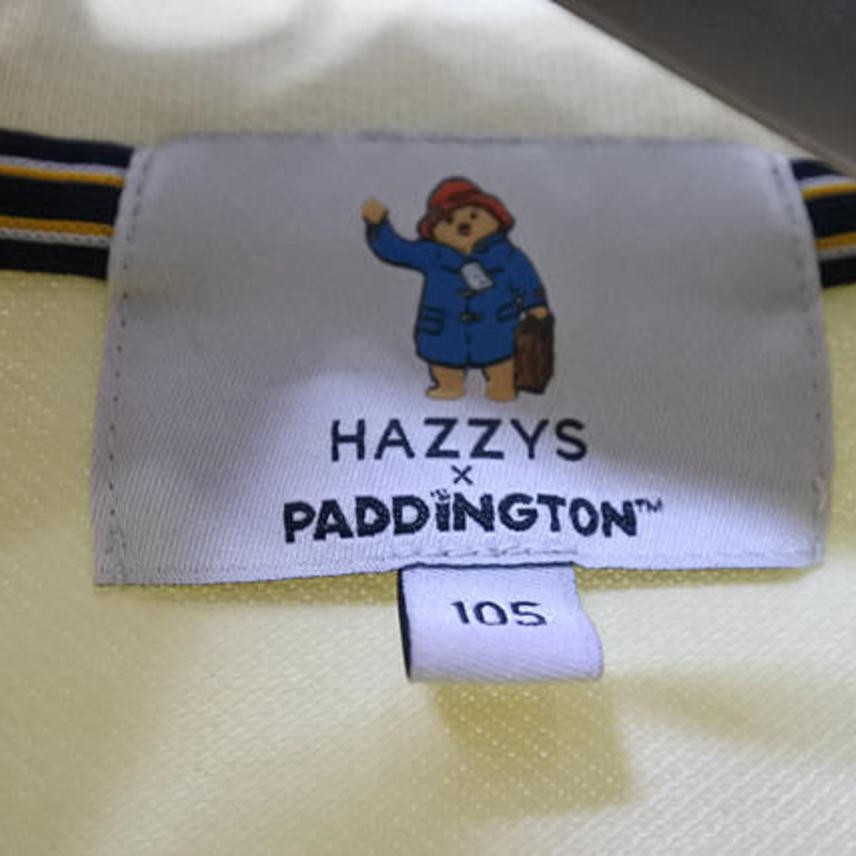 HAZZYS
×
PADDINGTON™
105